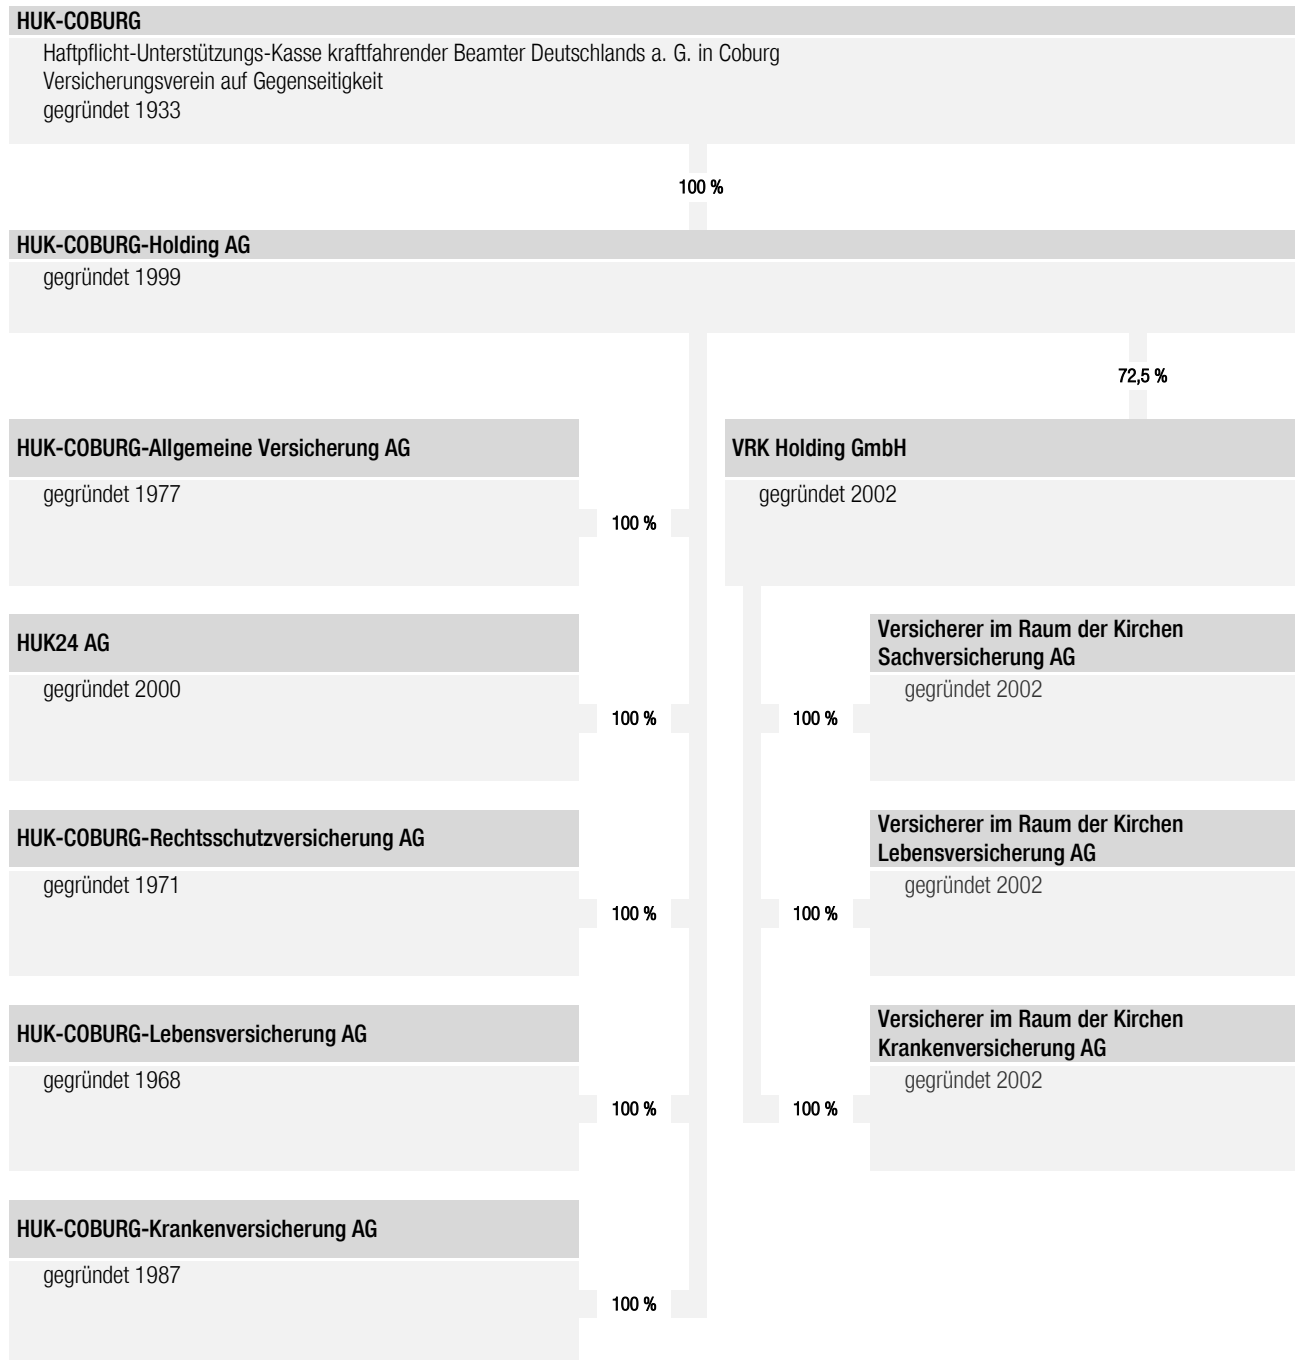 HUK-COBURG
Haftpflicht-Unterstützungs-Kasse kraftfahrender Beamter Deutschlands a. G. in Coburg
Versicherungsverein auf Gegenseitigkeit
gegründet 1933
100 %
HUK-COBURG-Holding AG
gegründet 1999
72,5 %
HUK-COBURG-Allgemeine Versicherung AG
gegründet 1977
100 %
VRK Holding GmbH
gegründet 2002
HUK24 AG
gegründet 2000
100 %
Versicherer im Raum der Kirchen
Sachversicherung AG
gegründet 2002
100 %
HUK-COBURG-Rechtsschutzversicherung AG
gegründet 1971
100 %
Versicherer im Raum der Kirchen
Lebensversicherung AG
gegründet 2002
100 %
HUK-COBURG-Lebensversicherung AG
gegründet 1968
100 %
Versicherer im Raum der Kirchen
Krankenversicherung AG
gegründet 2002
100 %
HUK-COBURG-Krankenversicherung AG
gegründet 1987
100 %